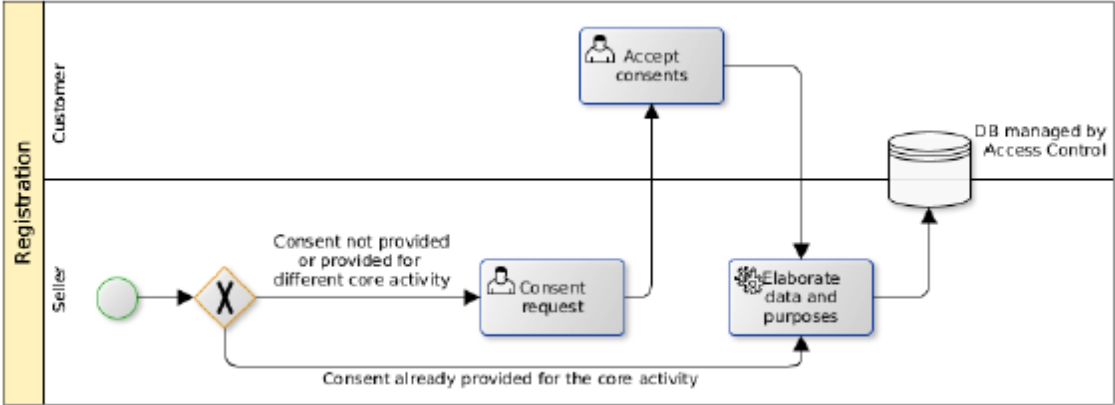 Registration
Customer
Accept
consents
DB managed by
Access Control
Seller
Consent not provided
or provided for
different core activity
X
Consent
request
Elaborate
data and
purposes
Consent already provided for the core activity